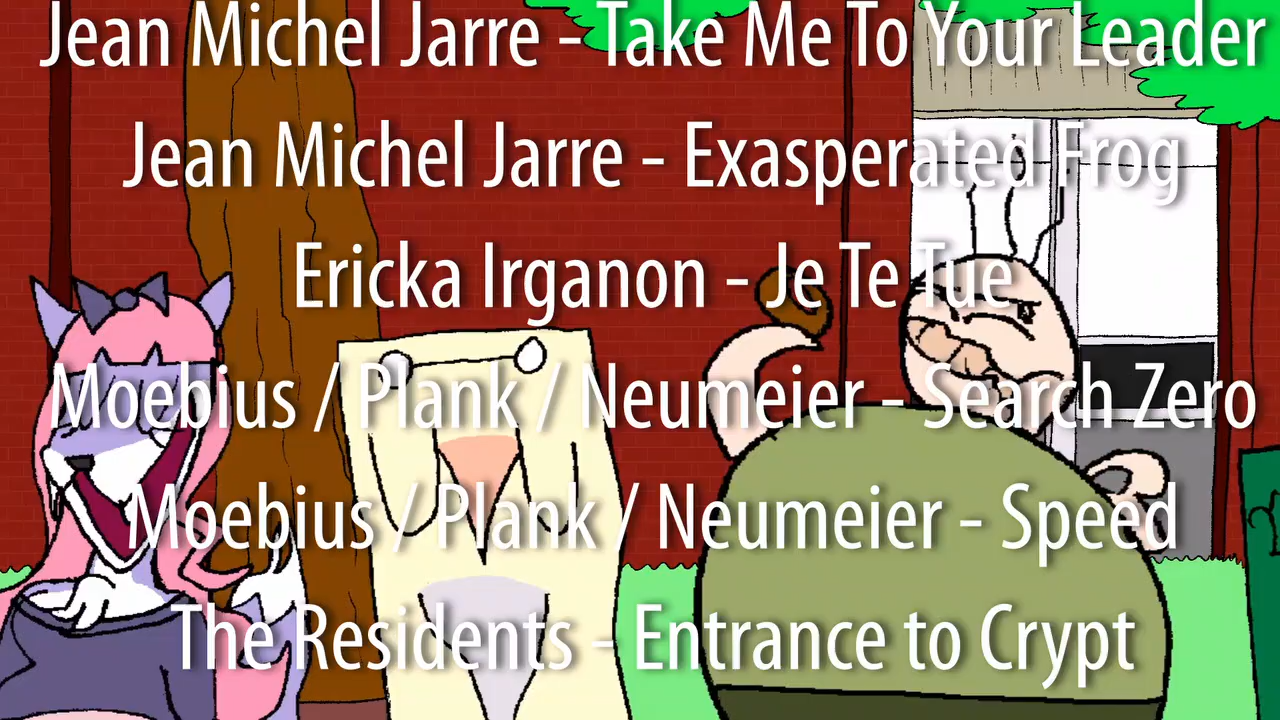 Jean Michel Jarre - Take Me To Your Leader
Jean Michel Jarre - Exasperated Frog
Ericka Irganon - Je Te Tue
Moebius / Plank / Neumeier - Search Zero
Moebius / Plank / Neumeier - Speed
The Residents - Entrance to Crypt